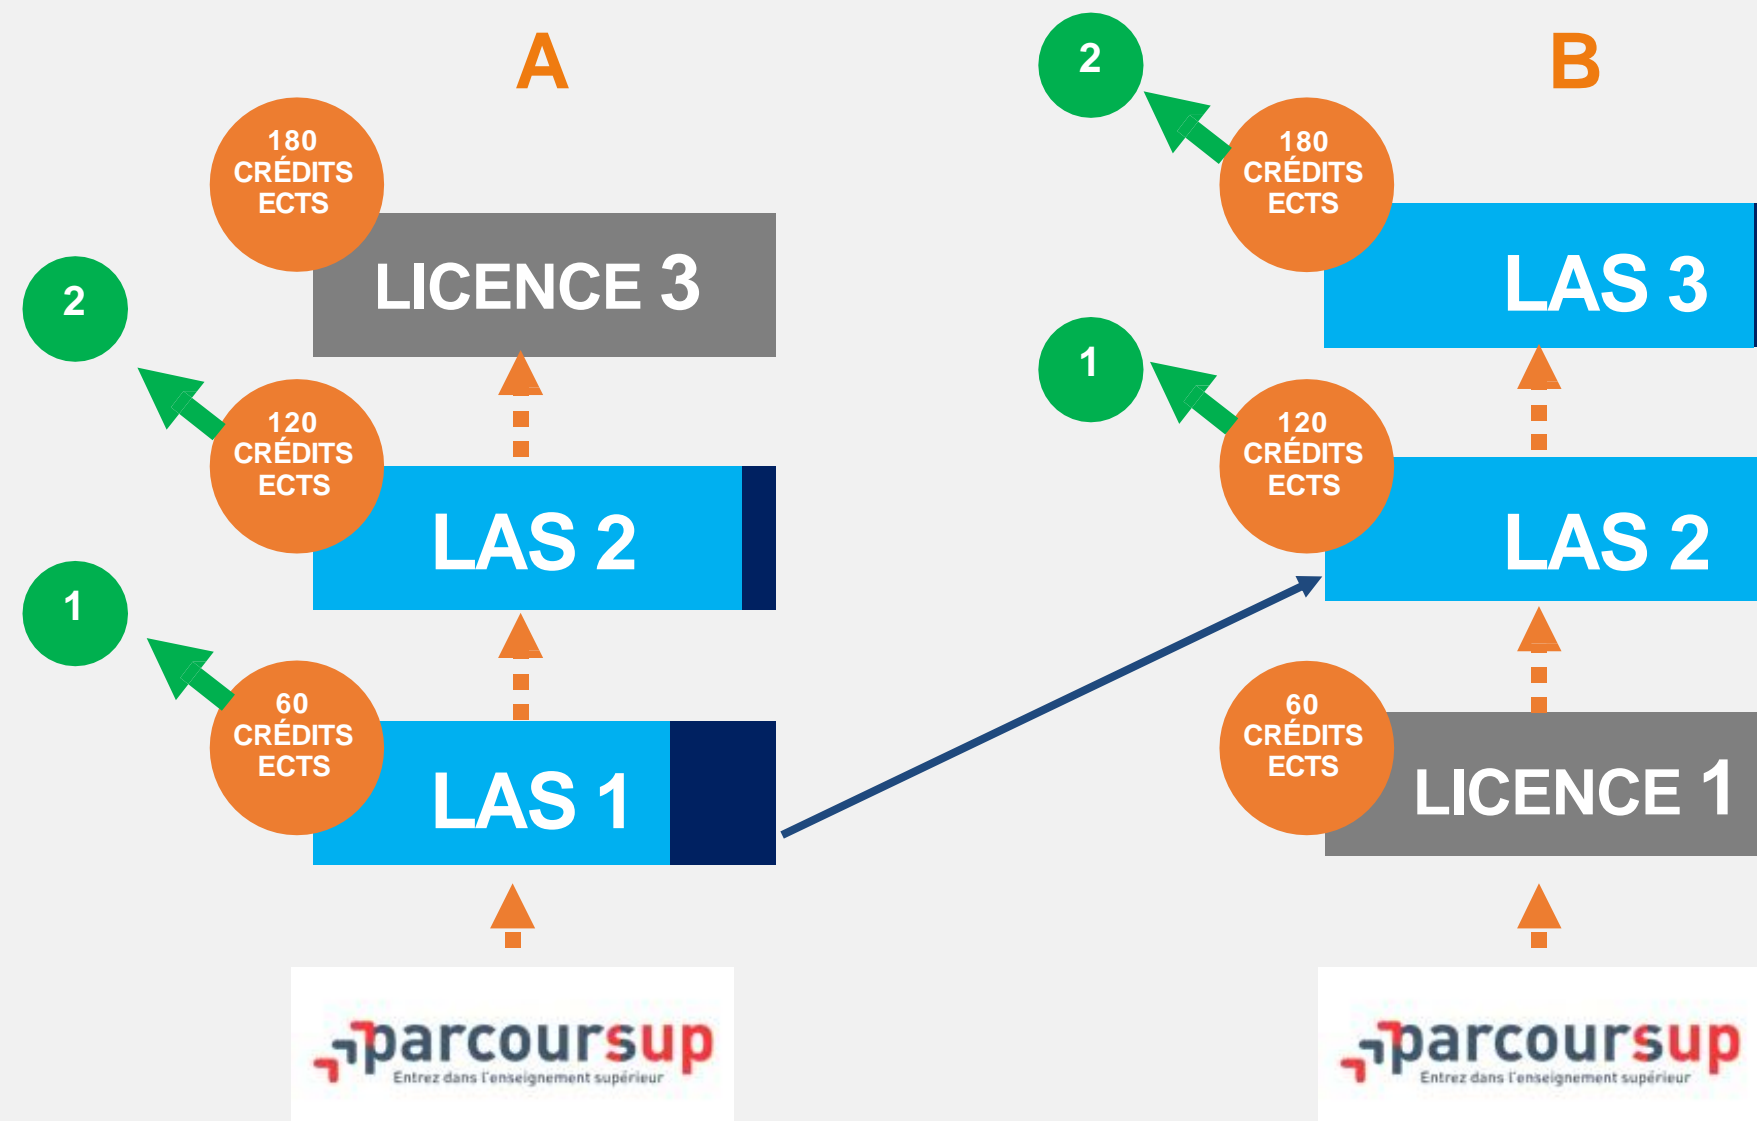 A
180
CRÉDITS
ECTS
LICENCE 3
2
120
CRÉDITS
ECTS
LAS 2
1
60
CRÉDITS
ECTS
LAS 1
parcoursup
Entrez dans l'enseignement supérieur
B
2
180
CRÉDITS
ECTS
LAS 3
1
120
CRÉDITS
ECTS
LAS 2
60
CRÉDITS
ECTS
LICENCE 1
parcoursup
Entrez dans l'enseignement supérieur